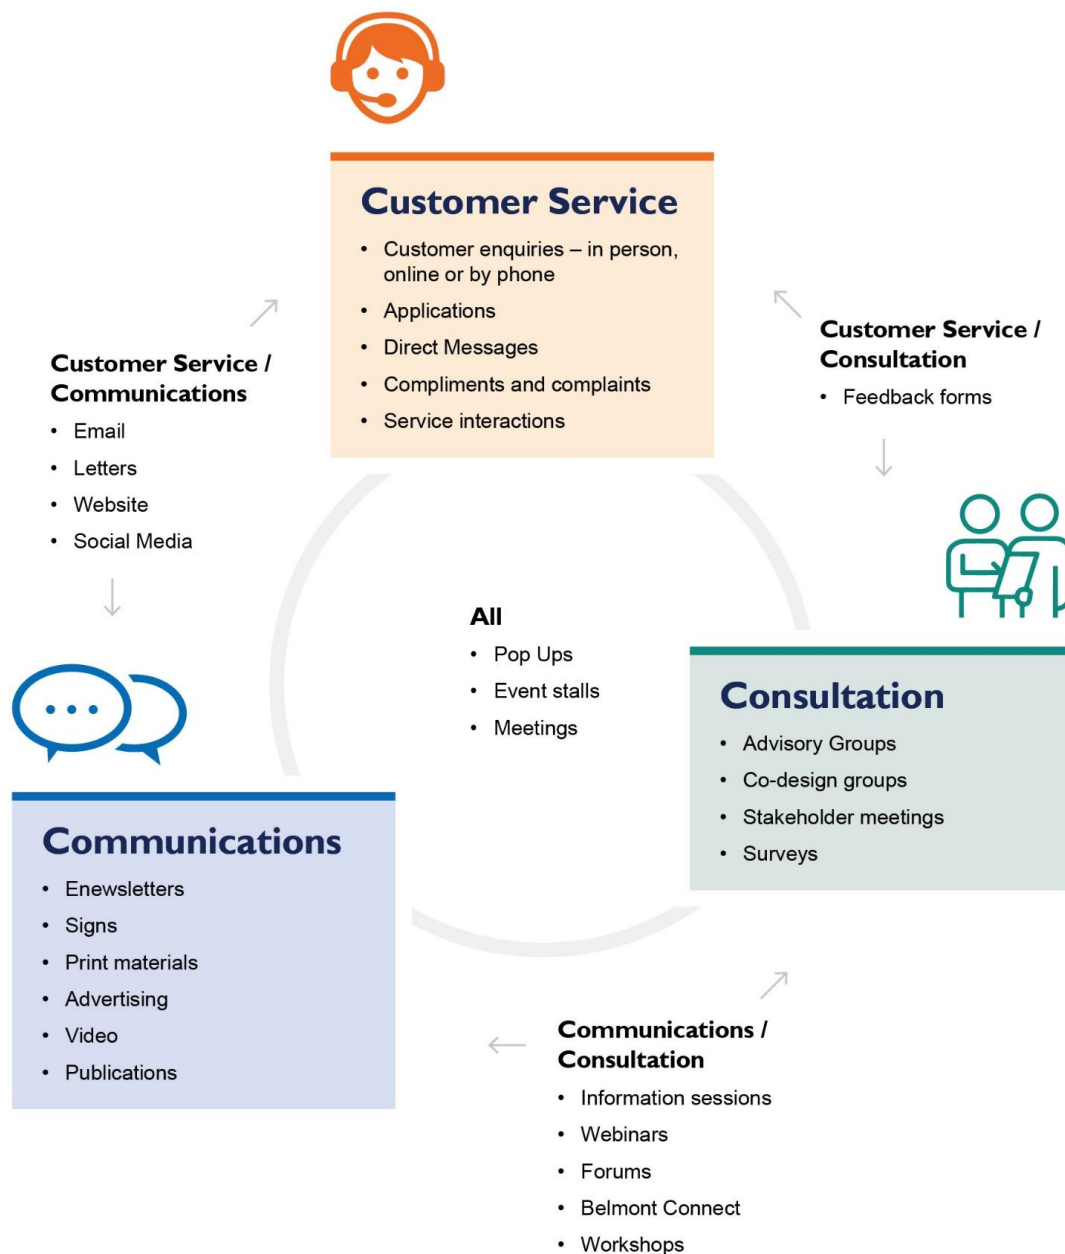 Customer Service
• Customer enquiries – in person,
online or by phone
• Applications
• Direct Messages
• Compliments and complaints
• Service interactions
Customer Service /
Communications
• Email
• Letters
• Website
• Social Media
Customer Service /
Consultation
• Feedback forms
All
• Pop Ups
• Event stalls
• Meetings
Consultation
• Advisory Groups
• Co-design groups
• Stakeholder meetings
• Surveys
Communications
• Enewsletters
• Signs
• Print materials
• Advertising
• Video
• Publications
Communications /
Consultation
• Information sessions
• Webinars
• Forums
• Belmont Connect
• Workshops